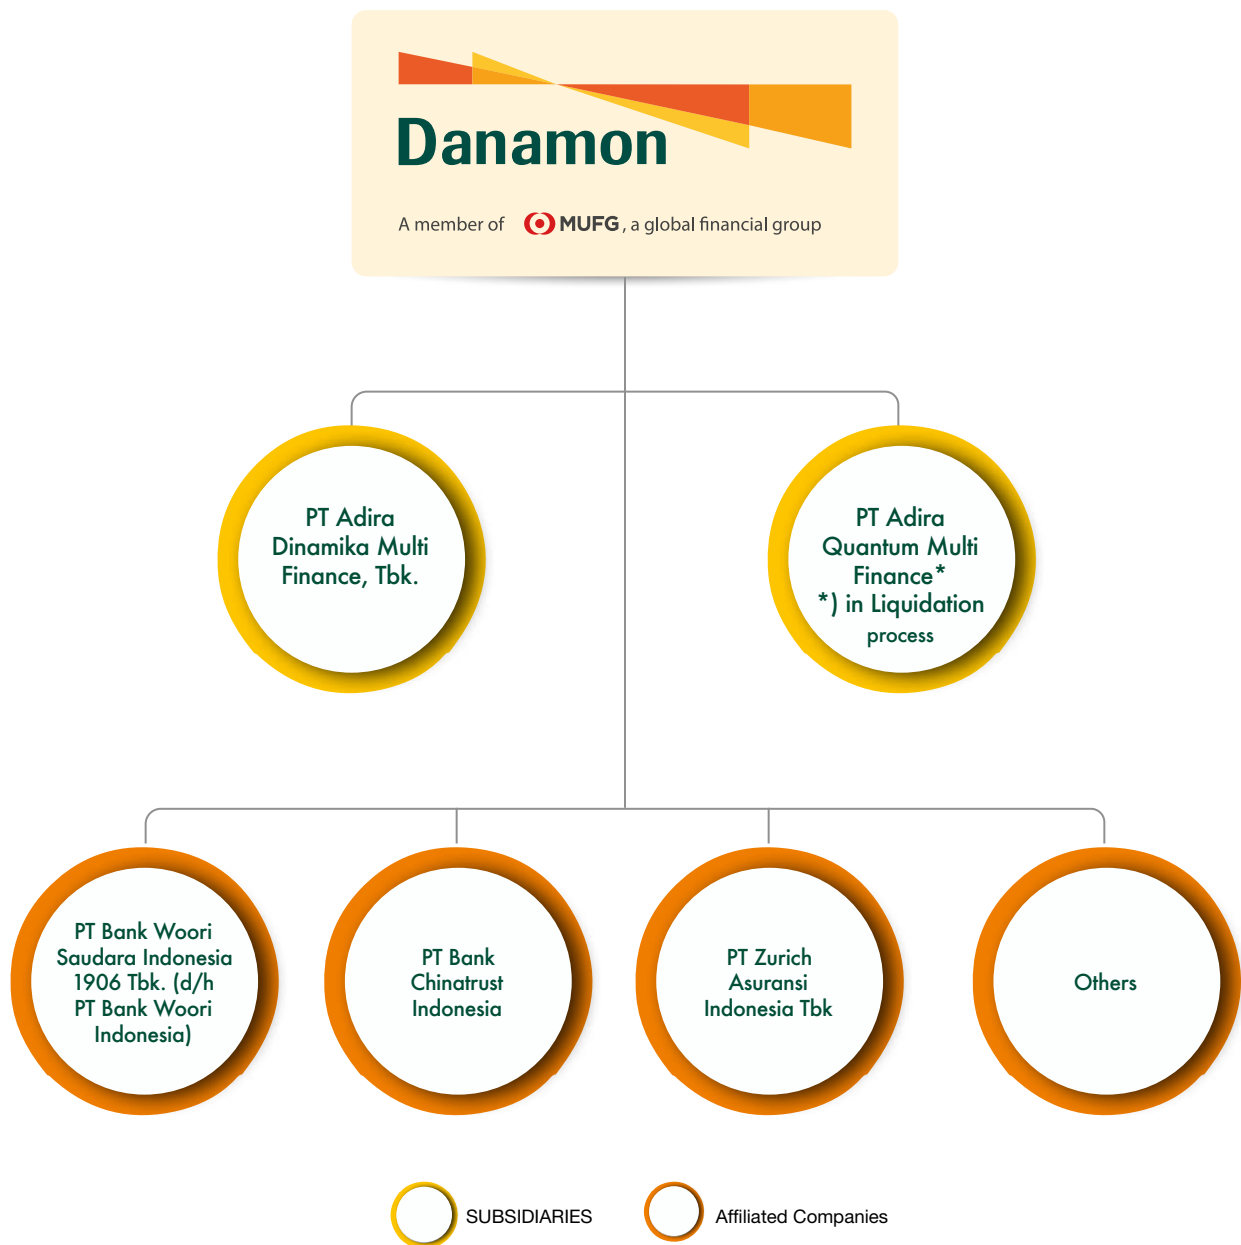 Danamon
A member of MUFG, a global financial group
PT Adira
Dinamika Multi
Finance, Tbk.
PT Adira
Quantum Multi
Finance*
*) in Liquidation
process
PT Bank Woori
Saudara Indonesia
1906 Tbk. (d/h
PT Bank Woori
Indonesia)
PT Bank
Chinatrust
Indonesia
PT Zurich
Asuransi
Indonesia Tbk
Others
SUBSIDIARIES
Affiliated Companies